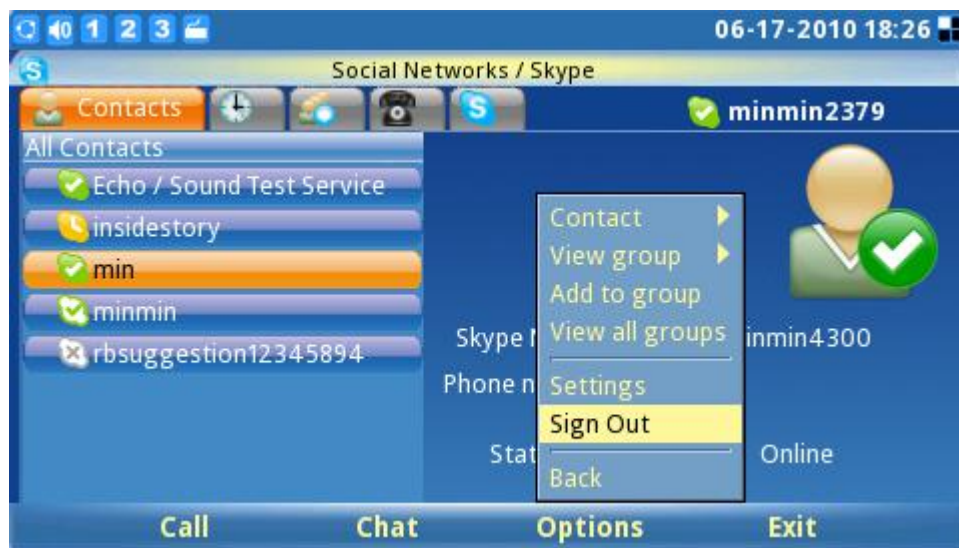 1 2 3 06-17-2010 18:26
Social Networks / Skype
Contacts minmin2379
All Contacts
Echo / Sound Test Service
insidestory
min
minmin
rbsuggestion12345894
Contact
View group
Add to group
View all groups
Settings
Sign Out
Back
Skype inmin4300
Phone
Online
Call Chat Options Exit